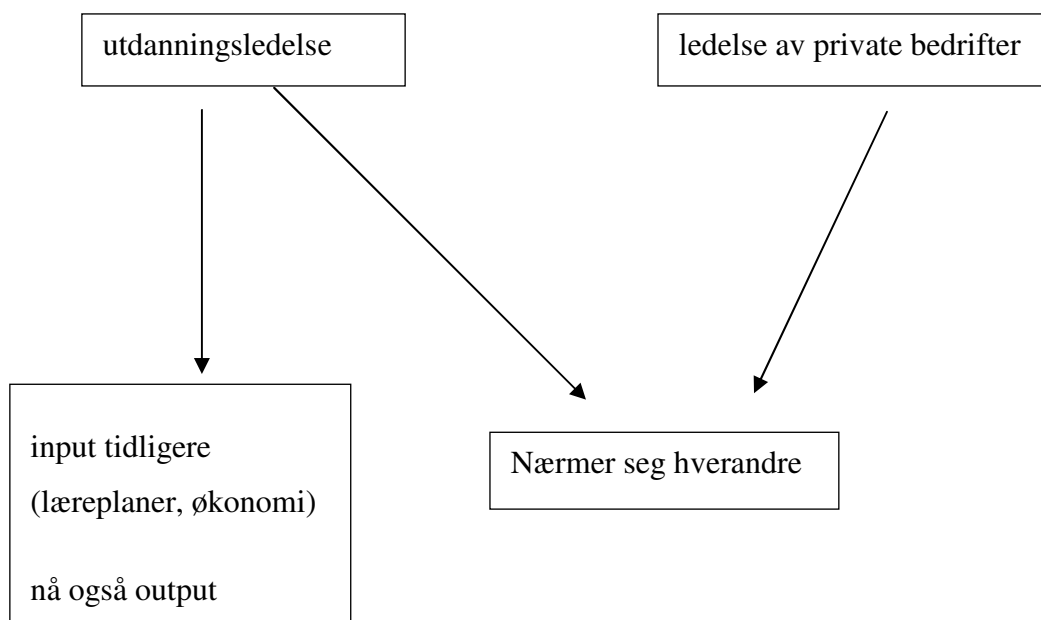 utdanningsledelse
ledelse av private bedrifter
input tidligere
(læreplaner, økonomi)
nå også output
Nærmer seg hverandre